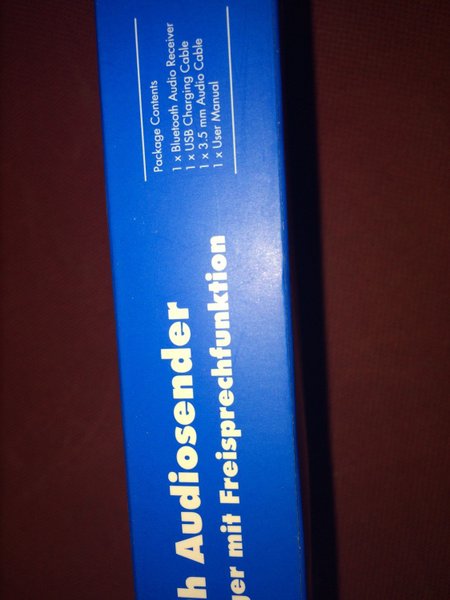 Package Contents
1 x Bluetooth Audio Receiver
1 x USB Charging Cable
1 x 3.5 mm Audio Cable
1 x User Manual
h Audiosender
ger mit Freisprechfunktion